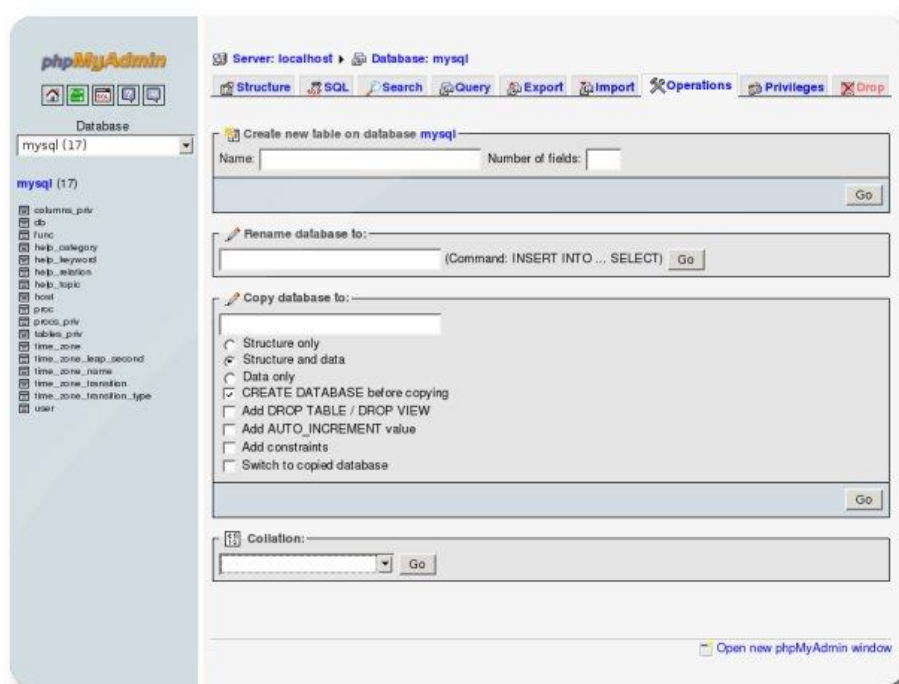 phpMyAdmin
Database
mysql (17)
mysql (17)
columns_priv
db
func
help_category
help_keyword
help_relation
help_topic
host
proc
procs_priv
tables_priv
time_zone
time_zone_leap_second
time_zone_name
time_zone_transition
time_zone_transition_type
user
Server: localhost Database: mysql
Structure SQL Search Query Export Import Operations Privileges Drop
Create new table on database mysql
Name: Number of fields:
Go
Rename database to:
(Command: INSERT INTO ... SELECT) Go
Copy database to:
Structure only
Structure and data
Data only
CREATE DATABASE before copying
Add DROP TABLE / DROP VIEW
Add AUTO_INCREMENT value
Add constraints
Switch to copied database
Go
Collation:
Go
Open new phpMyAdmin window